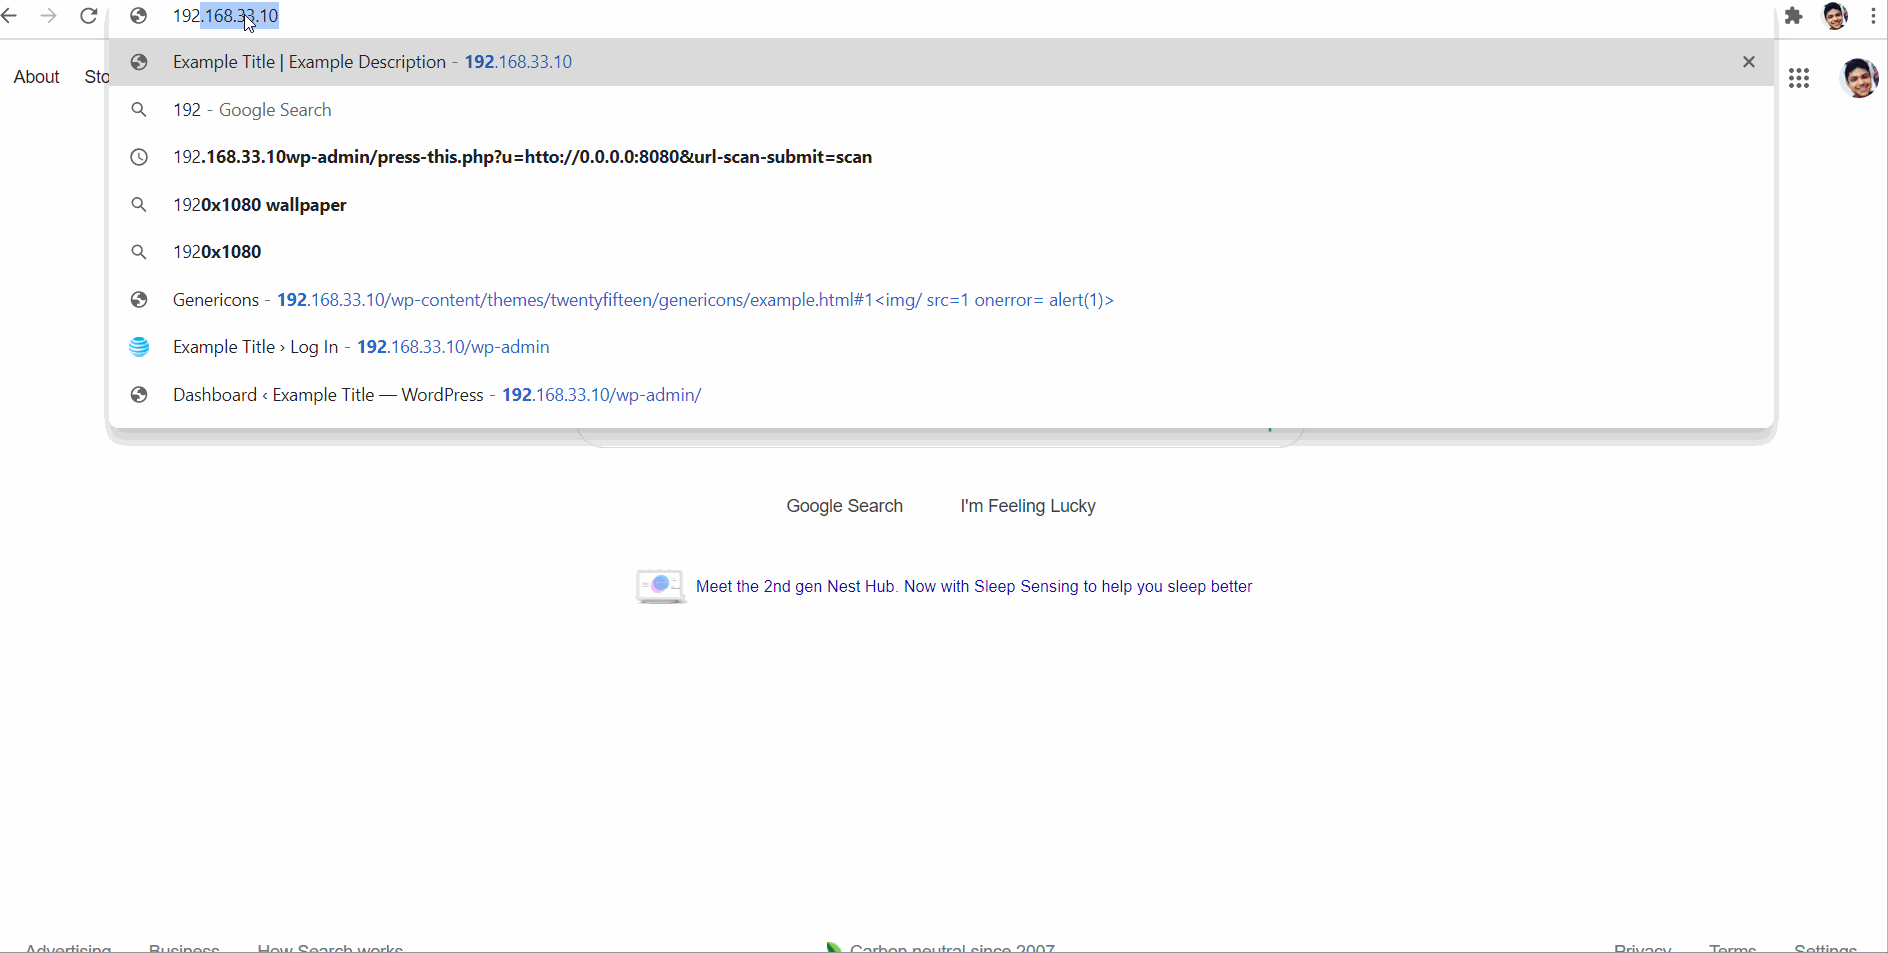 192.168.33.10
About Sto
Example Title | Example Description - 192.168.33.10
192 - Google Search
192.168.33.10wp-admin/press-this.php?u=htto://0.0.0.0:8080&url-scan-submit=scan
1920x1080 wallpaper
1920x1080
Genericons - 192.168.33.10/wp-content/themes/twentyfifteen/genericons/example.html#1<img/ src=1 onerror= alert(1)>
Example Title › Log In - 192.168.33.10/wp-admin
Dashboard ‹ Example Title — WordPress - 192.168.33.10/wp-admin/
Google Search I'm Feeling Lucky
Meet the 2nd gen Nest Hub. Now with Sleep Sensing to help you sleep better
Advertising Business How Search works Carbon neutral since 2007 Privacy Terms Settings